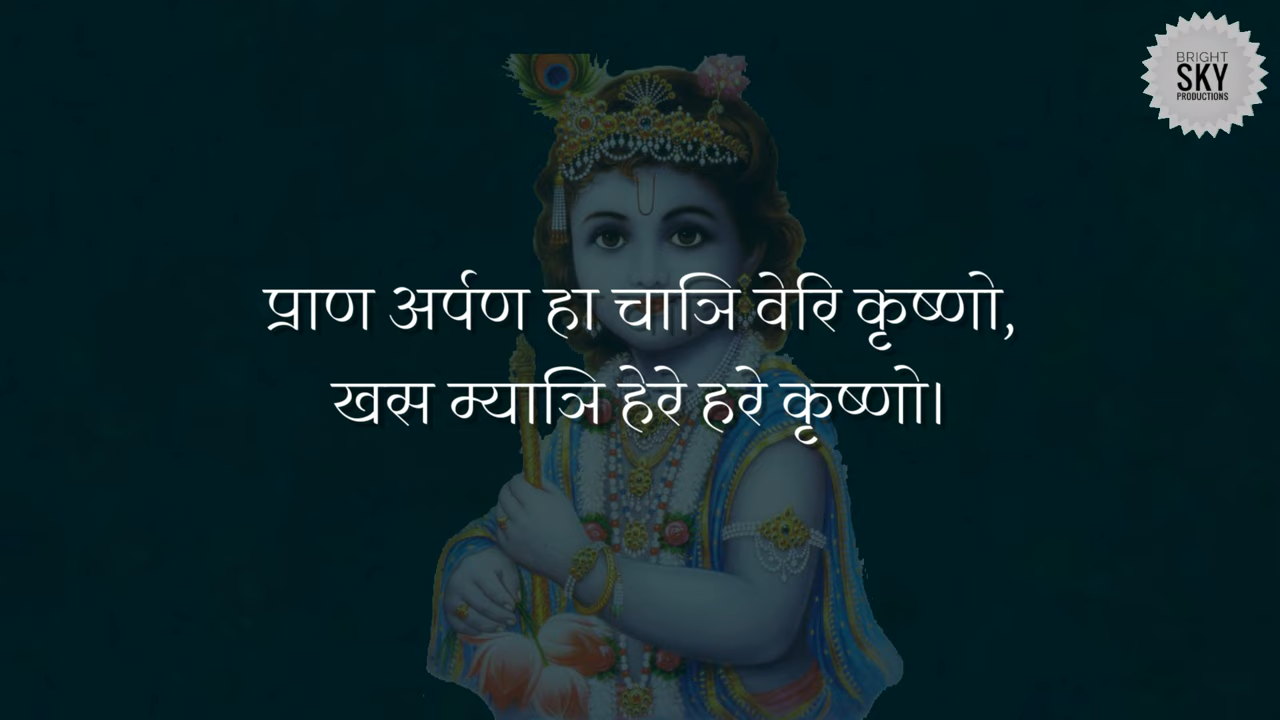 प्राण अर्पण हा चाञि वेरि कृष्णो,
खस म्याञि हेरे हरे कृष्णो।
BRIGHT
SKY
PRODUCTIONS